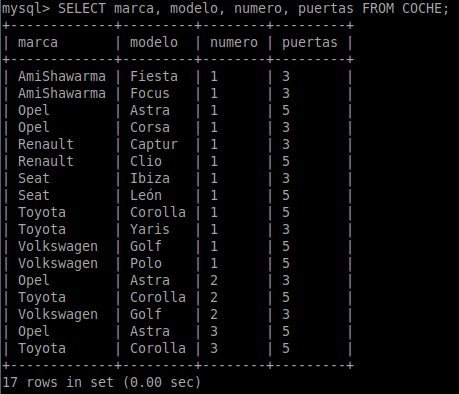 mysql> SELECT marca, modelo, numero, puertas FROM COCHE;
+-------------+---------+--------+---------+
| marca       | modelo  | numero | puertas |
+-------------+---------+--------+---------+
| AmiShawarma | Fiesta  | 1      | 3       |
| AmiShawarma | Focus   | 1      | 3       |
| Opel        | Astra   | 1      | 5       |
| Opel        | Corsa   | 1      | 3       |
| Renault     | Captur  | 1      | 3       |
| Renault     | Clio    | 1      | 5       |
| Seat        | Ibiza   | 1      | 3       |
| Seat        | León    | 1      | 5       |
| Toyota      | Corolla | 1      | 5       |
| Toyota      | Yaris   | 1      | 3       |
| Volkswagen  | Golf    | 1      | 5       |
| Volkswagen  | Polo    | 1      | 5       |
| Opel        | Astra   | 2      | 3       |
| Toyota      | Corolla | 2      | 5       |
| Volkswagen  | Golf    | 2      | 3       |
| Opel        | Astra   | 3      | 5       |
| Toyota      | Corolla | 3      | 5       |
+-------------+---------+--------+---------+
17 rows in set (0.00 sec)